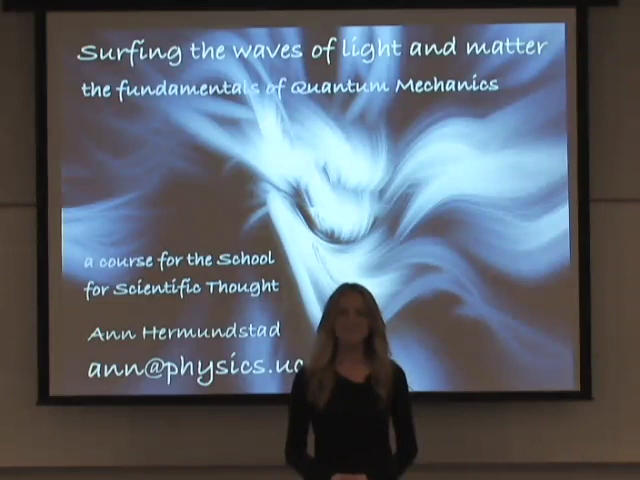 Surfing the waves of light and matter
the fundamentals of Quantum Mechanics
a course for the School
for Scientific Thought
Ann Hermundstad
ann@physics.uc